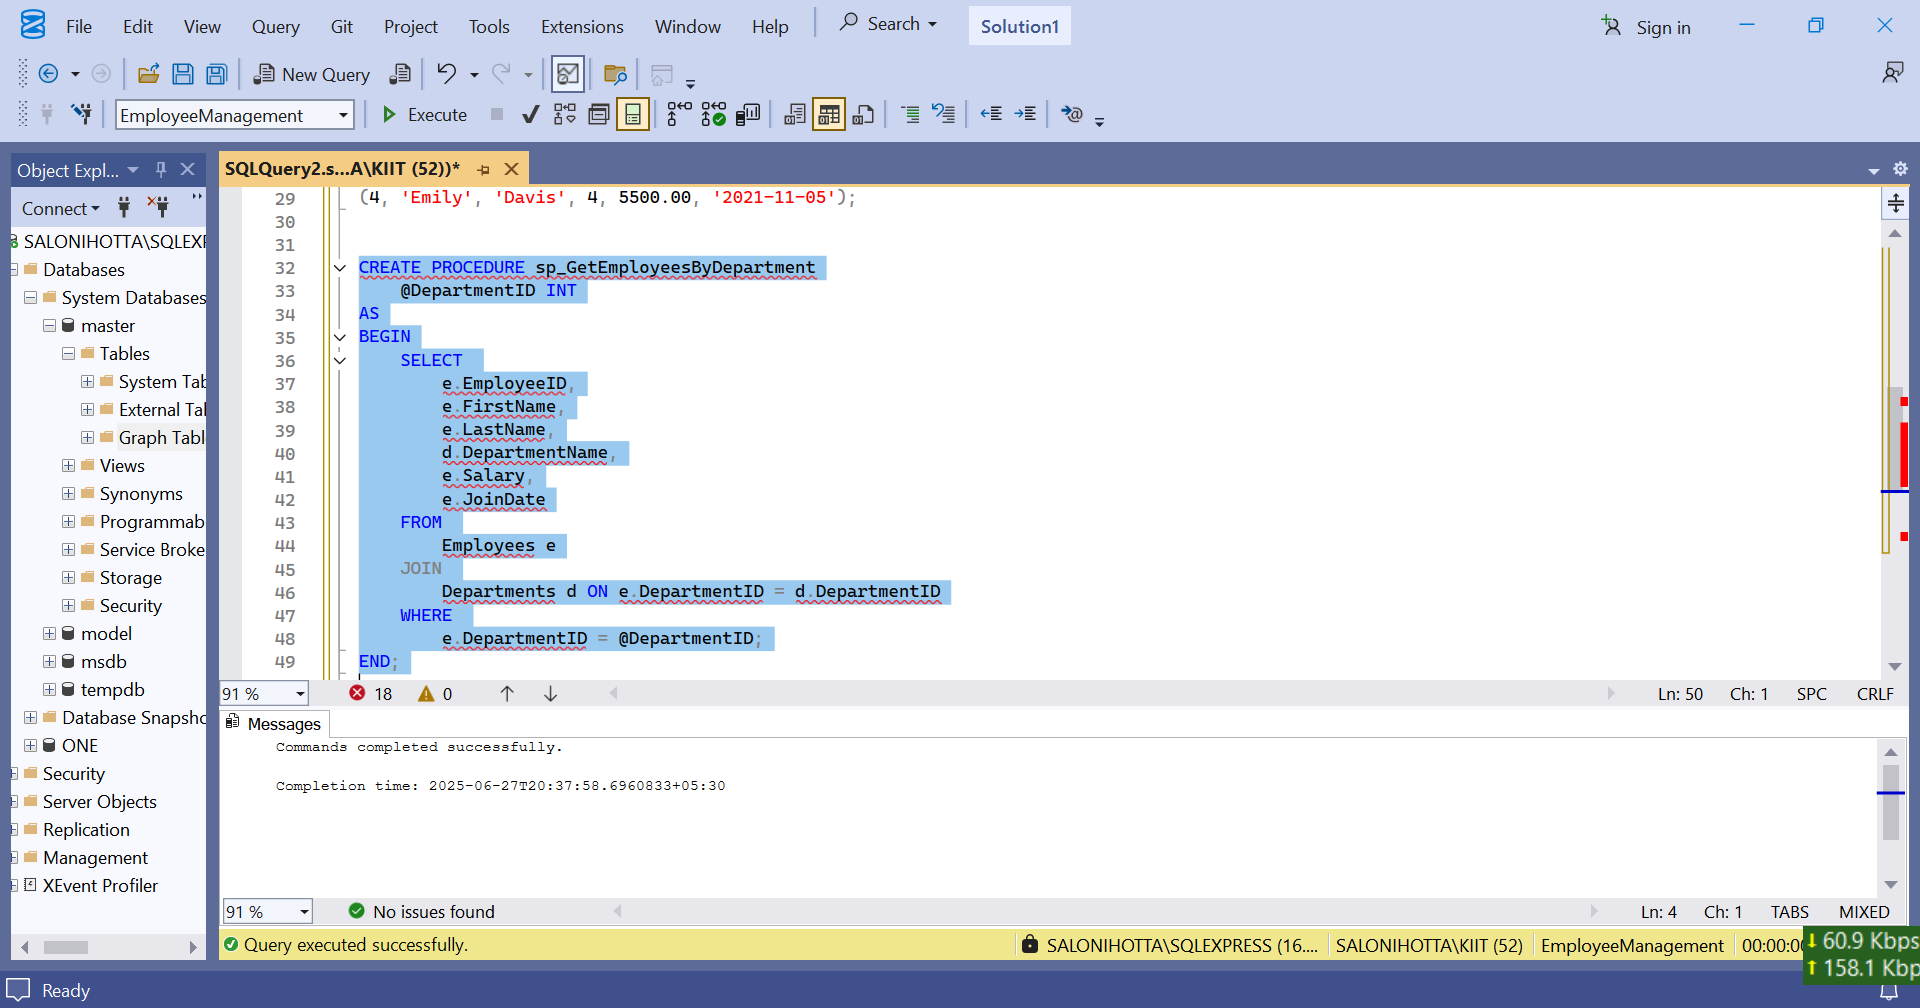 File Edit View Query Git Project Tools Extensions Window Help Search Solution1 Sign in
New Query
EmployeeManagement Execute
Object Expl...
SQLQuery2.s...A\KIIT (52))*
Connect
SALONIHOTTA\SQLEXPR
Databases
System Databases
master
Tables
System Tab
External Tab
Graph Table
Views
Synonyms
Programmab
Service Broke
Storage
Security
model
msdb
tempdb
Database Snapsho
ONE
Security
Server Objects
Replication
Management
XEvent Profiler
29 (4, 'Emily', 'Davis', 4, 5500.00, '2021-11-05');
30
31
32 CREATE PROCEDURE sp_GetEmployeesByDepartment
33 @DepartmentID INT
34 AS
35 BEGIN
36 SELECT
37 e.EmployeeID,
38 e.FirstName,
39 e.LastName,
40 d.DepartmentName,
41 e.Salary,
42 e.JoinDate
43 FROM
44 Employees e
45 JOIN
46 Departments d ON e.DepartmentID = d.DepartmentID
47 WHERE
48 e.DepartmentID = @DepartmentID;
49 END;
91 % 18 0 Ln: 50 Ch: 1 SPC CRLF
Messages
Commands completed successfully.
Completion time: 2025-06-27T20:37:58.6960833+05:30
91 % No issues found Ln: 4 Ch: 1 TABS MIXED
Query executed successfully. SALONIHOTTA\SQLEXPRESS (16.... SALONIHOTTA\KIIT (52) EmployeeManagement 00:00:00
60.9 Kbps
158.1 Kbp
Ready